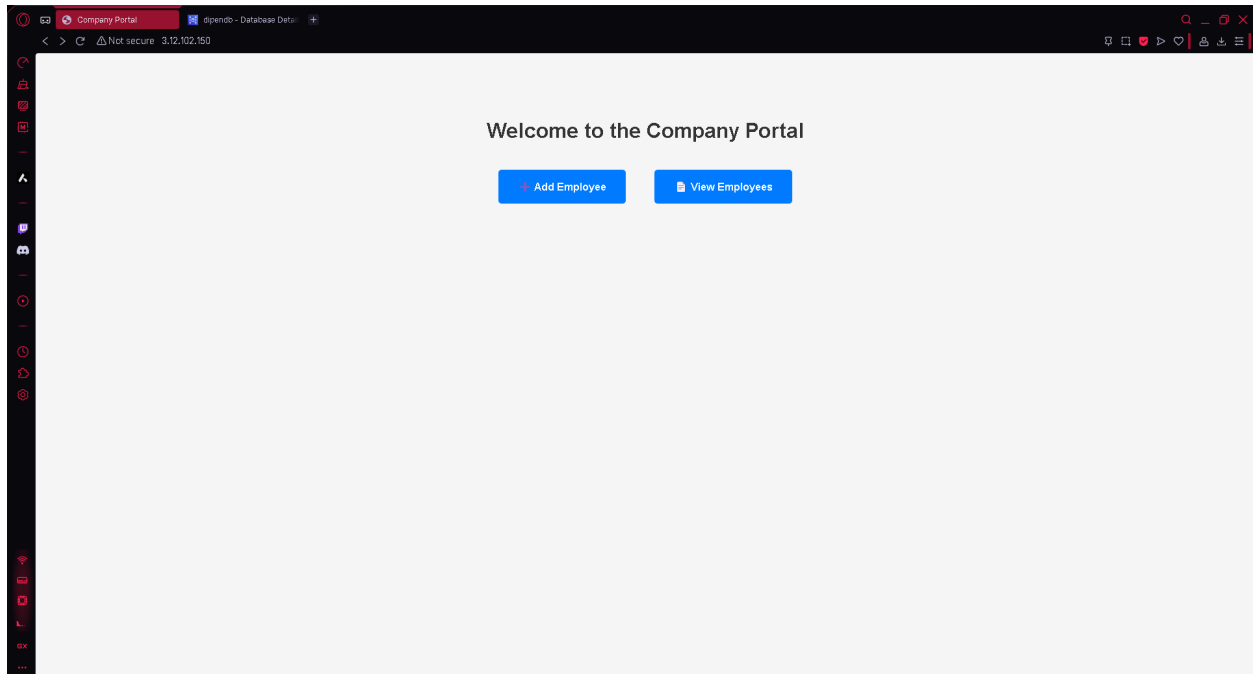 Company Portal
dipendb - Database Detai
Not secure 3.12.102.150
Welcome to the Company Portal
Add Employee
View Employees
GX